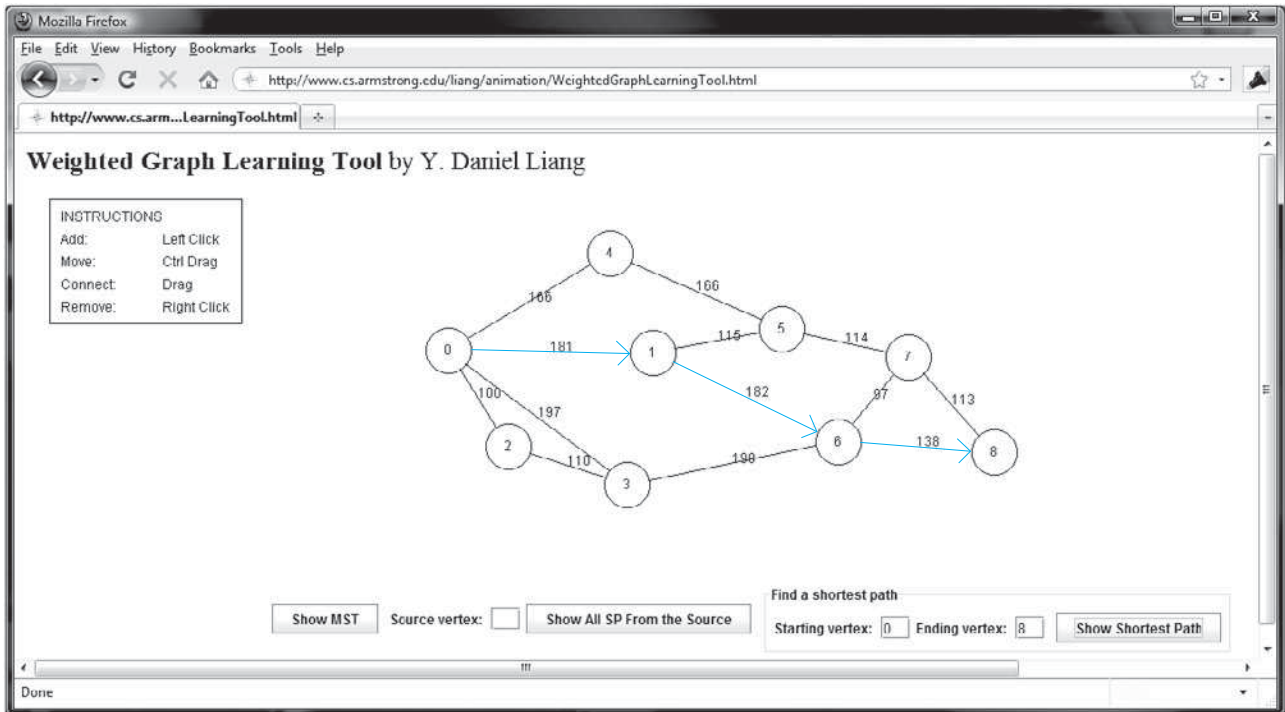 Mozilla Firefox
File Edit View History Bookmarks Tools Help
http://www.cs.armstrong.edu/liang/animation/WeightedGraphLearningTool.html
http://www.cs.arm...LearningTool.html
Weighted Graph Learning Tool by Y. Daniel Liang
INSTRUCTIONS
Add: Left Click
Move: Ctrl Drag
Connect: Drag
Remove: Right Click
4
166
166
5
115
114
0
181
1
7
100
197
182
97
113
2
110
6
138
8
3
198
Find a shortest path
Show MST Source vertex: Show All SP From the Source
Starting vertex: 0 Ending vertex: 8 Show Shortest Path
Done